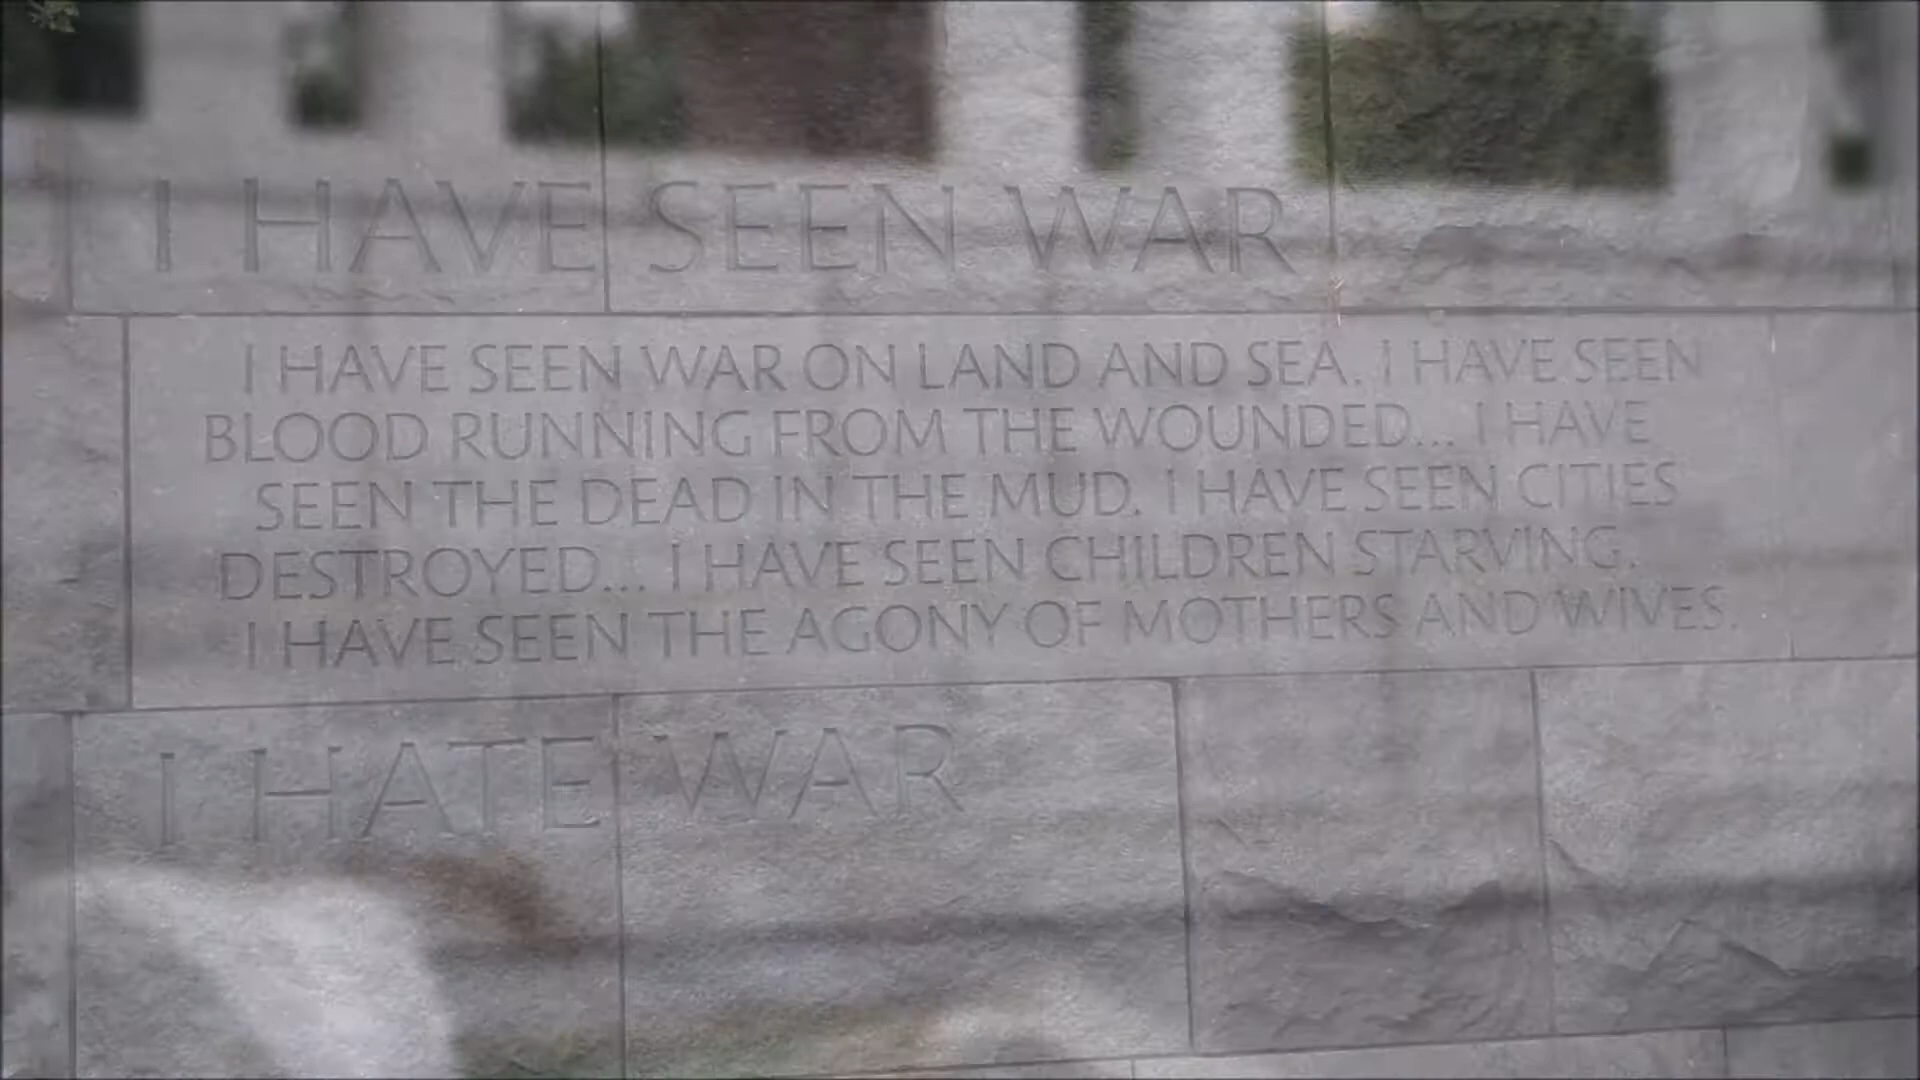 I HAVE SEEN WAR
I HAVE SEEN WAR ON LAND AND SEA. I HAVE SEEN
BLOOD RUNNING FROM THE WOUNDED... I HAVE
SEEN THE DEAD IN THE MUD. I HAVE SEEN CITIES
DESTROYED... I HAVE SEEN CHILDREN STARVING.
I HAVE SEEN THE AGONY OF MOTHERS AND WIVES.
I HATE WAR